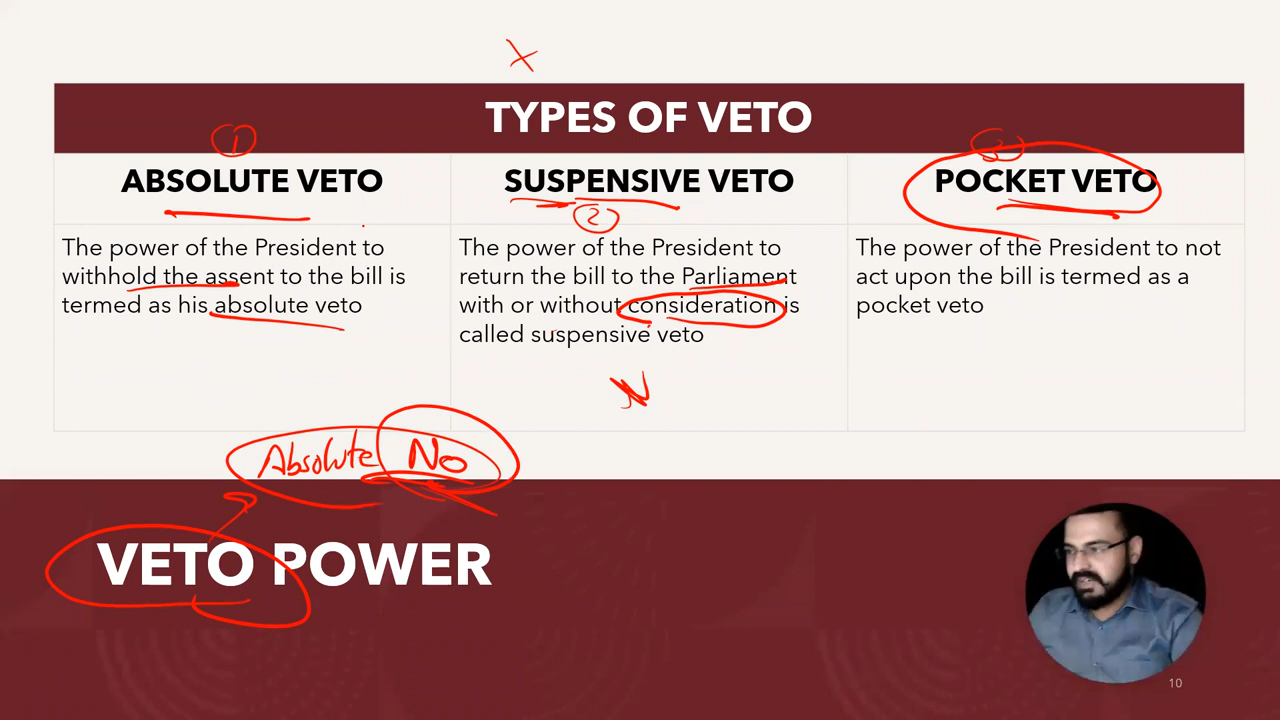 TYPES OF VETO
1
ABSOLUTE VETO
SUSPENSIVE VETO
POCKET VETO
2
The power of the President to
withhold the assent to the bill is
termed as his absolute veto
The power of the President to
return the bill to the Parliament
with or without consideration is
called suspensive veto
The power of the President to not
act upon the bill is termed as a
pocket veto
Absolute No
VETO POWER
10